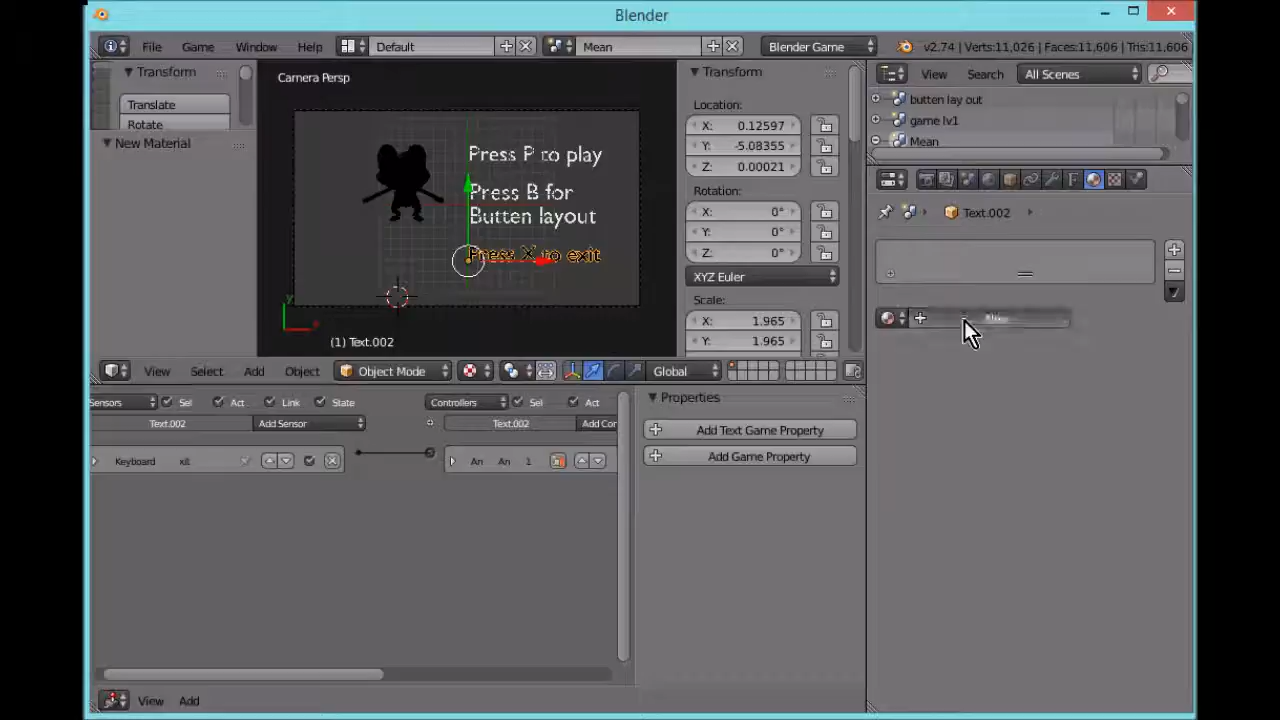 Blender
File Game Window Help Default Mean Blender Game v2.74 | Verts:11,026 | Faces:11,606 | Tris:11,606
Transform
Translate
Rotate
New Material
Camera Persp
Press P to play
Press B for
Butten layout
Press X to exit
y
(1) Text.002
Transform
Location:
X: 0.12597
Y: -5.08355
Z: 0.00021
Rotation:
X: 0°
Y: 0°
Z: 0°
XYZ Euler
Scale:
X: 1.965
Y: 1.965
View Search All Scenes
butten lay out
game lv1
Mean
Text.002
View Select Add Object Object Mode Global
Sensors Sel Act Link State
Text.002 Add Sensor
Keyboard xit
Controllers Sel Act
Text.002 Add Cor
An An 1
Properties
Add Text Game Property
Add Game Property
View Add